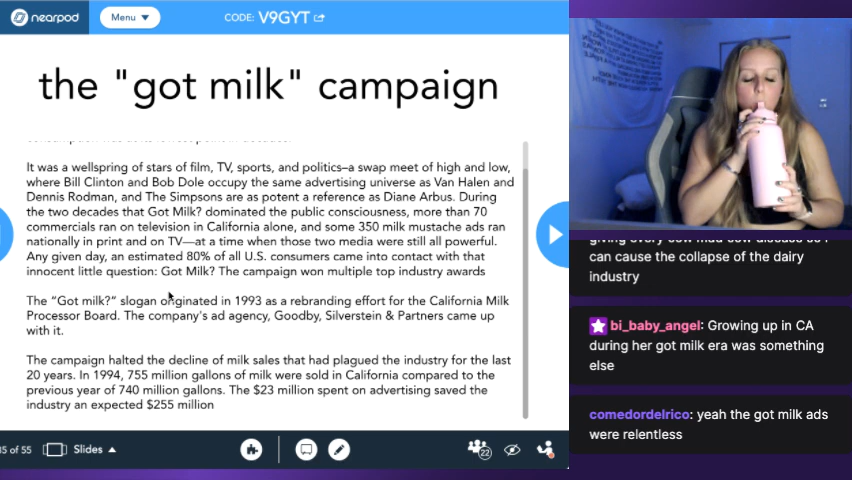 nearpod
Menu
CODE: V9GYT
the "got milk" campaign
It was a wellspring of stars of film, TV, sports, and politics–a swap meet of high and low,
where Bill Clinton and Bob Dole occupy the same advertising universe as Van Halen and
Dennis Rodman, and The Simpsons are as potent a reference as Diane Arbus. During
the two decades that Got Milk? dominated the public consciousness, more than 70
commercials ran on television in California alone, and some 350 milk mustache ads ran
nationally in print and on TV—at a time when those two media were still all powerful.
Any given day, an estimated 80% of all U.S. consumers came into contact with that
innocent little question: Got Milk? The campaign won multiple top industry awards
The "Got milk?" slogan originated in 1993 as a rebranding effort for the California Milk
Processor Board. The company's ad agency, Goodby, Silverstein & Partners came up
with it.
The campaign halted the decline of milk sales that had plagued the industry for the last
20 years. In 1994, 755 million gallons of milk were sold in California compared to the
previous year of 740 million gallons. The $23 million spent on advertising saved the
industry an expected $255 million
35 of 55
Slides
22
giving every cow mad cow disease so I
can cause the collapse of the dairy
industry
bi_baby_angel: Growing up in CA
during her got milk era was something
else
comedordelrico: yeah the got milk ads
were relentless